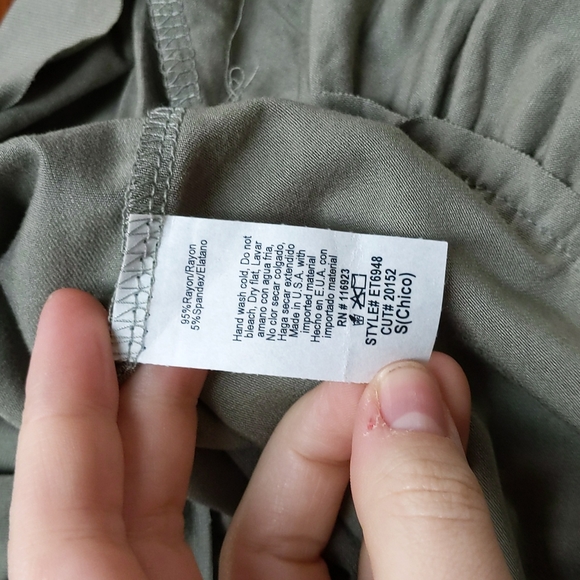 95%Rayon/Rayon
5%Spandex/Elatano
Hand wash cold, Do not
bleach, Dry flat, Lavar
amano con agua fria,
No clor secar colgado,
Haga secar extendido
Made in U.S.A. with
imported material
Hecho en E.U.A. con
importado material
RN # 116923
STYLE# ET6948
CUT# 20152
S(Chico)